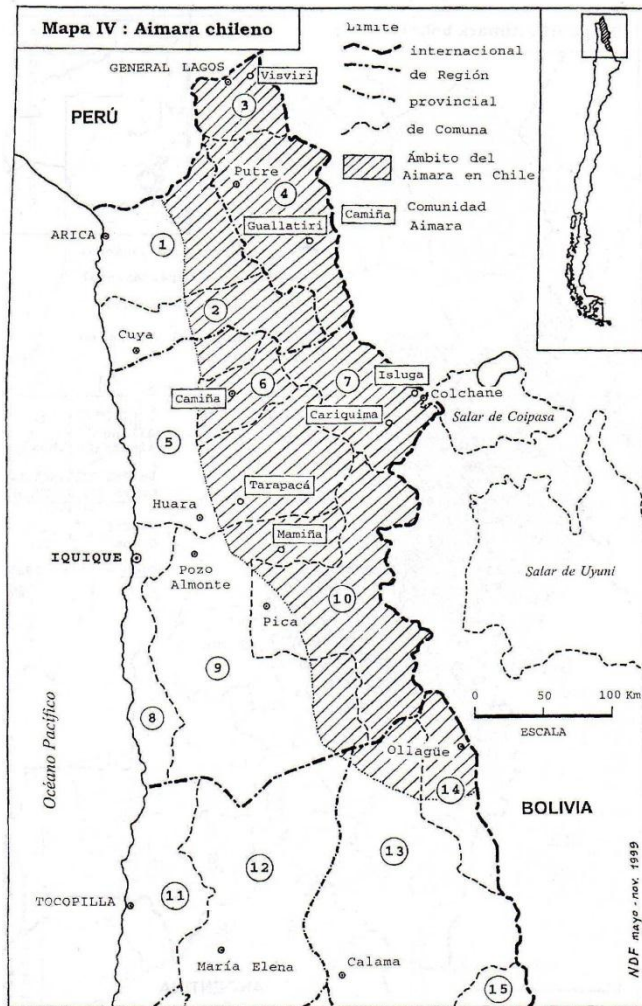 Mapa IV : Aimara chileno
Límite
internacional
de Región
provincial
de Comuna
Ámbito del
Aimara en Chile
Camiña
Comunidad
Aimara
GENERAL LAGOS
Visviri
3
PERÚ
Putre
4
Guallatiri
ARICA
1
2
Cuya
6
7
Isluga
Colchane
Camiña
Cariquima
Salar de Coipasa
5
Tarapacá
Huara
Mamiña
IQUIQUE
Pozo
Almonte
Salar de Uyuni
10
Pica
9
8
0
50
100 Km
ESCALA
Océano Pacífico
Ollagüe
14
BOLIVIA
13
12
11
TOCOPILLA
María Elena
Calama
15
NDF mayo-nov. 1999